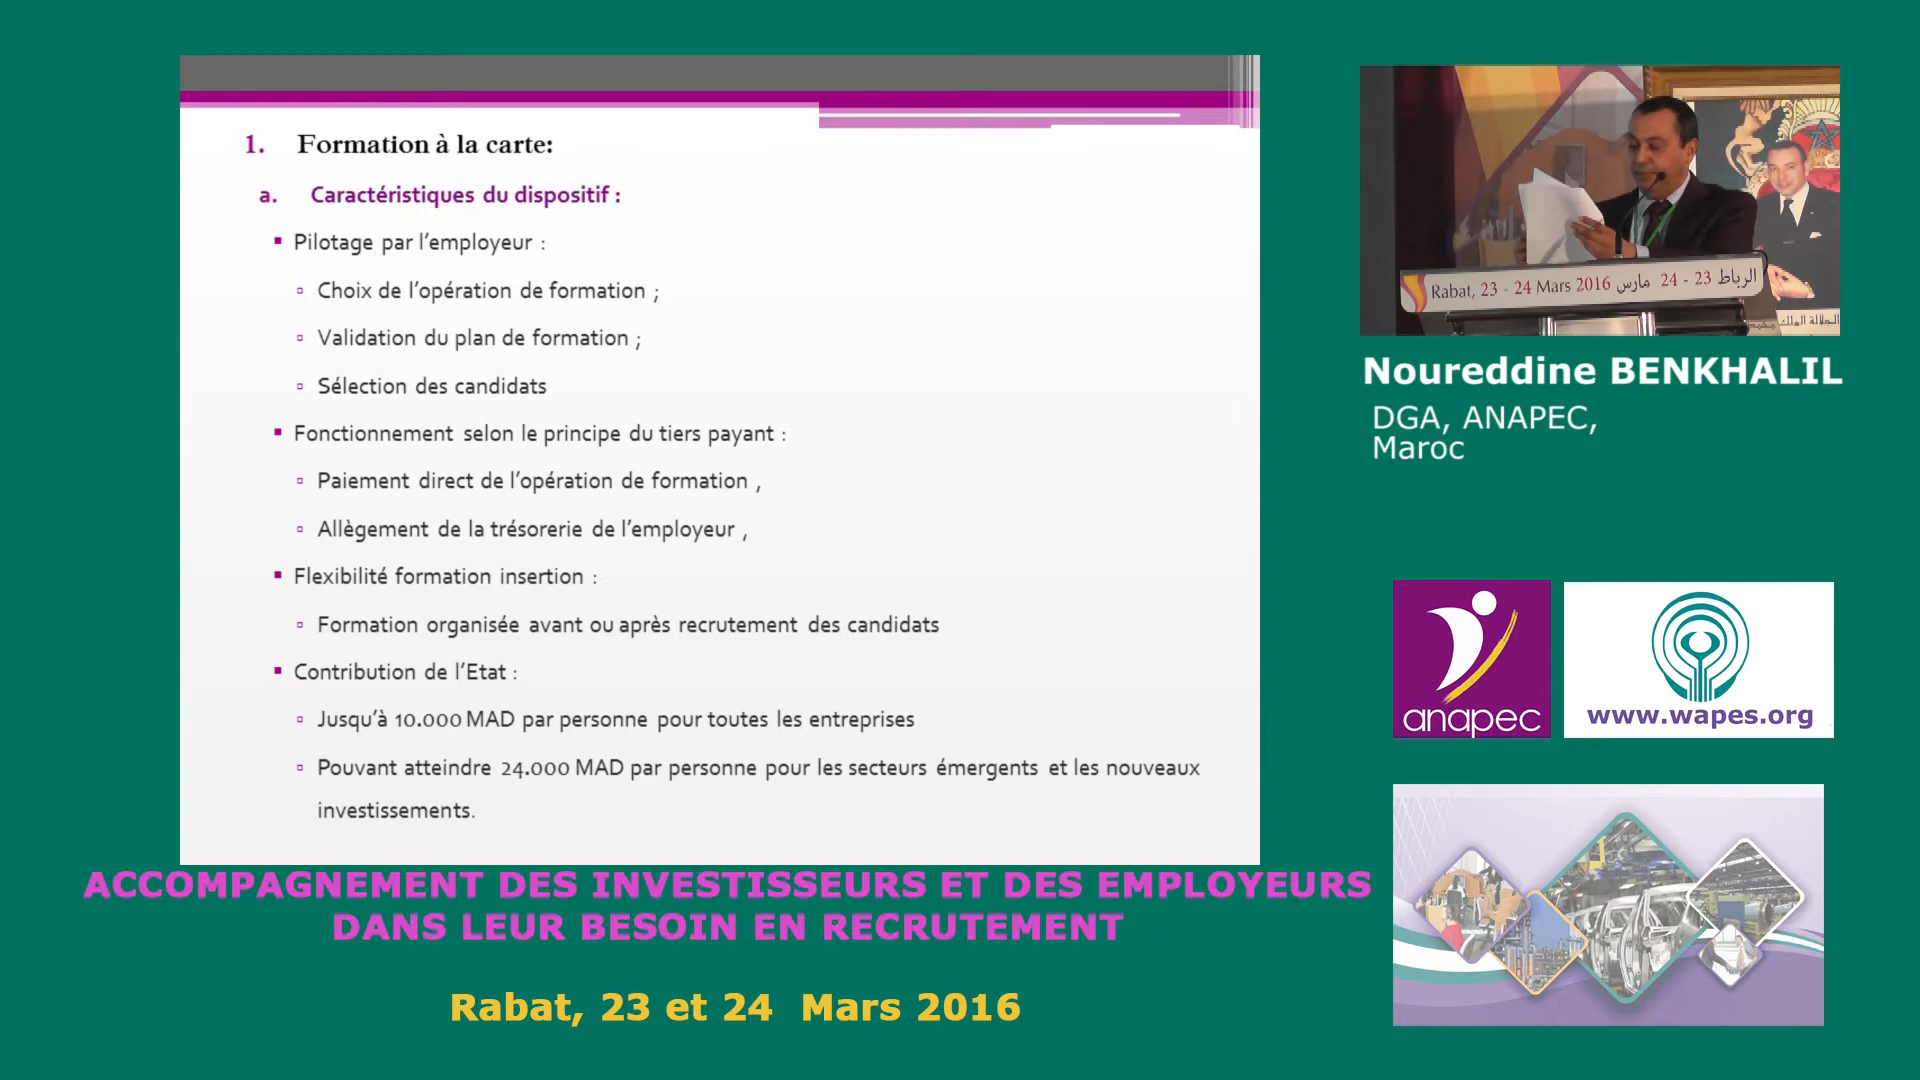 1. Formation à la carte:
a. Caractéristiques du dispositif :
▪ Pilotage par l'employeur :
▫ Choix de l'opération de formation ;
▫ Validation du plan de formation ;
▫ Sélection des candidats
▪ Fonctionnement selon le principe du tiers payant :
▫ Paiement direct de l'opération de formation ,
▫ Allègement de la trésorerie de l'employeur ,
▪ Flexibilité formation insertion :
▫ Formation organisée avant ou après recrutement des candidats
▪ Contribution de l'Etat :
▫ Jusqu'à 10.000 MAD par personne pour toutes les entreprises
▫ Pouvant atteindre 24.000 MAD par personne pour les secteurs émergents et les nouveaux
investissements.
ACCOMPAGNEMENT DES INVESTISSEURS ET DES EMPLOYEURS
DANS LEUR BESOIN EN RECRUTEMENT
Rabat, 23 et 24 Mars 2016
Rabat, 23 - 24 Mars 2016 الرباط 23 - 24 مارس
Noureddine BENKHALIL
DGA, ANAPEC,
Maroc
anapec
www.wapes.org